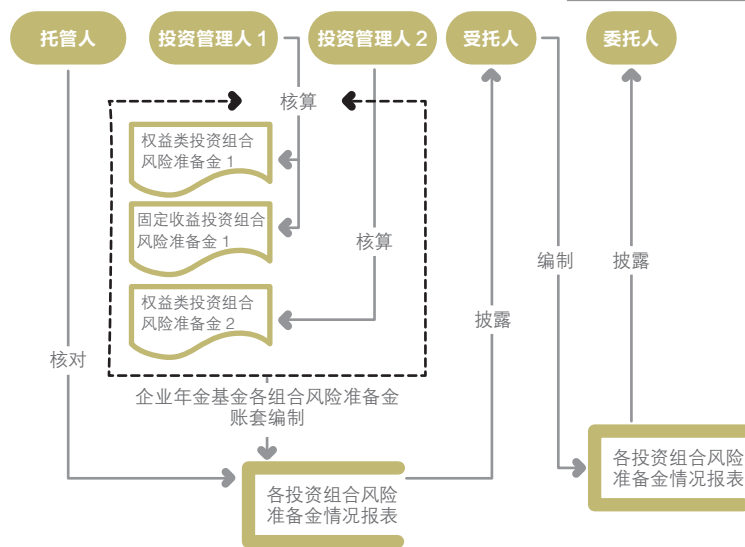 托管人
投资管理人 1
投资管理人 2
受托人
委托人
核算
权益类投资组合
风险准备金 1
固定收益投资组合
风险准备金 1
核算
编制
披露
权益类投资组合
风险准备金 2
披露
核对
企业年金基金各组合风险准备金
账套编制
各投资组合风险
准备金情况报表
各投资组合风险
准备金情况报表